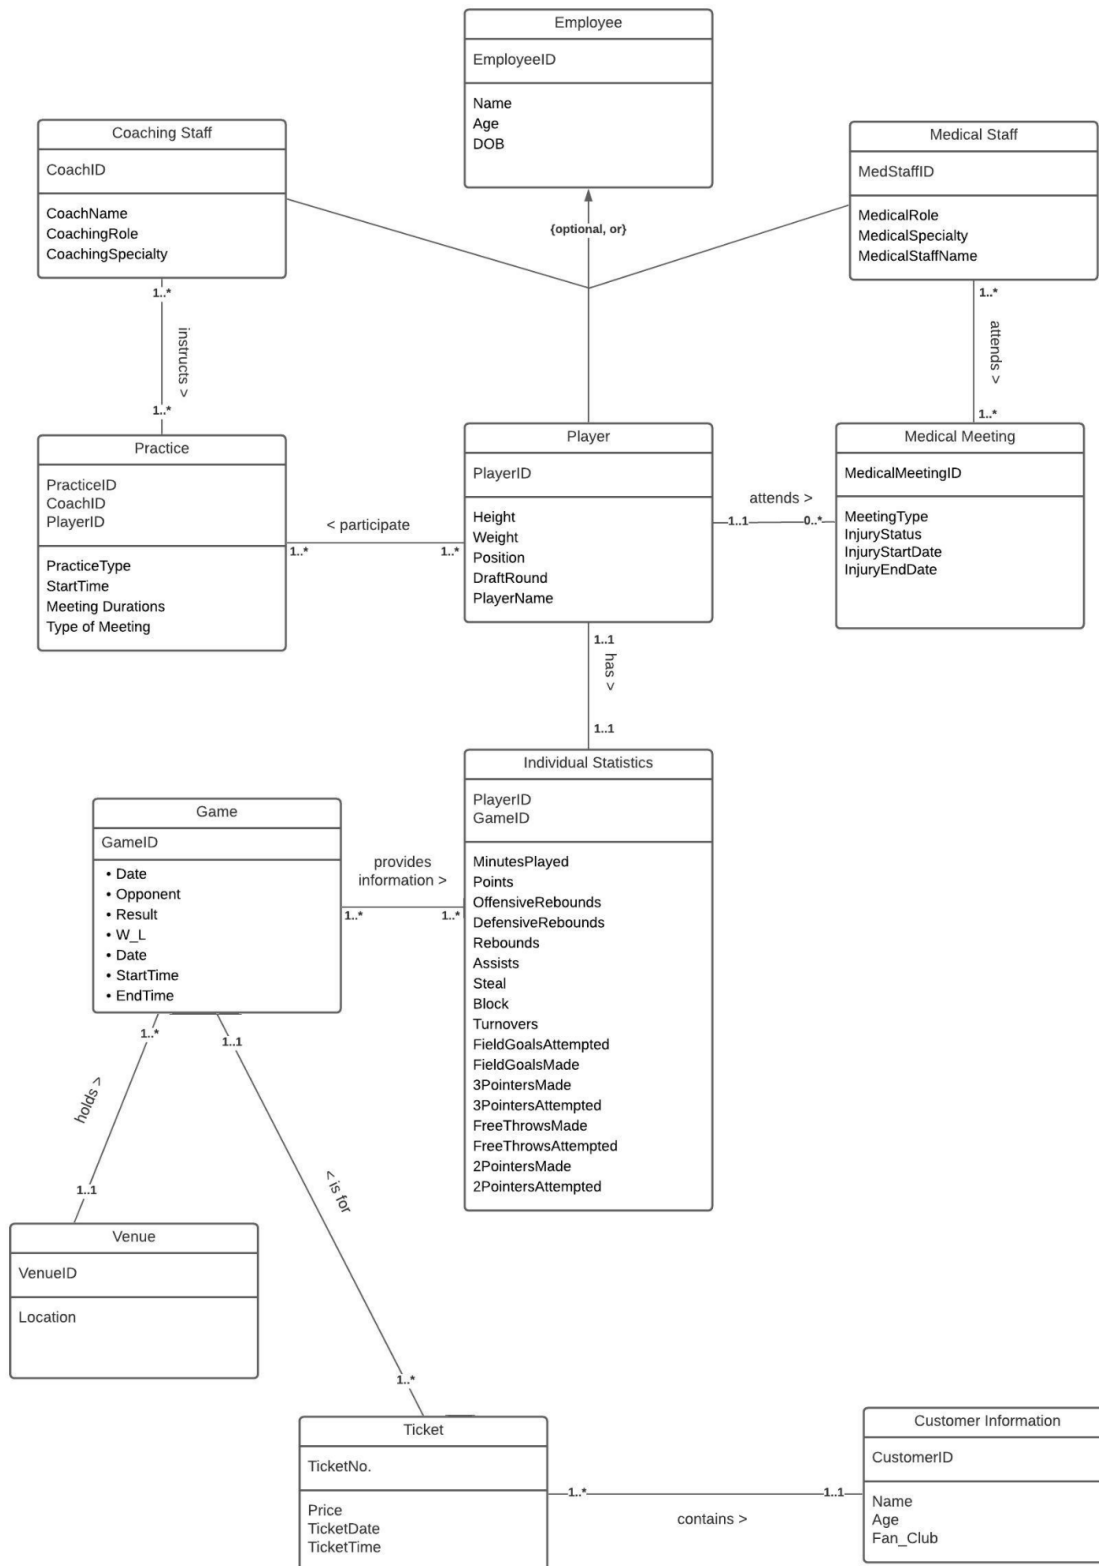 Employee
EmployeeID
Name
Age
DOB
Coaching Staff
CoachID
CoachName
CoachingRole
CoachingSpecialty
Medical Staff
MedStaffID
MedicalRole
MedicalSpecialty
MedicalStaffName
{optional, or}
1..*
instructs >
1..*
1..*
attends >
1..*
Practice
PracticeID
CoachID
PlayerID
PracticeType
StartTime
Meeting Durations
Type of Meeting
< participate
1..*
1..*
Player
PlayerID
Height
Weight
Position
DraftRound
PlayerName
attends >
1..1
0..*
Medical Meeting
MedicalMeetingID
MeetingType
InjuryStatus
InjuryStartDate
InjuryEndDate
1..1
has >
1..1
Individual Statistics
PlayerID
GameID
MinutesPlayed
Points
OffensiveRebounds
DefensiveRebounds
Rebounds
Assists
Steal
Block
Turnovers
FieldGoalsAttempted
FieldGoalsMade
3PointersMade
3PointersAttempted
FreeThrowsMade
FreeThrowsAttempted
2PointersMade
2PointersAttempted
Game
GameID
• Date
• Opponent
• Result
• W_L
• Date
• StartTime
• EndTime
provides
information >
1..*
1..*
1..*
holds >
1..1
1..1
< is for
1..*
Venue
VenueID
Location
Ticket
TicketNo.
Price
TicketDate
TicketTime
1..*
contains >
1..1
Customer Information
CustomerID
Name
Age
Fan_Club